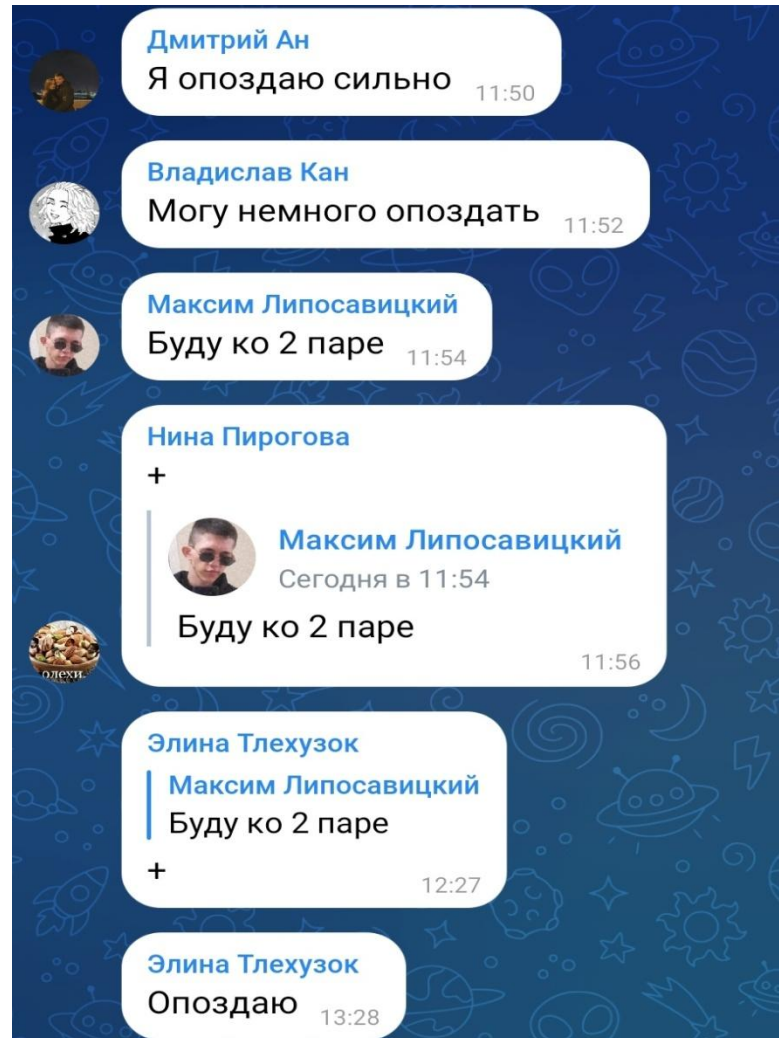 Дмитрий Ан
Я опоздаю сильно 11:50
Владислав Кан
Могу немного опоздать 11:52
Максим Липосавицкий
Буду ко 2 паре 11:54
Нина Пирогова
+
Максим Липосавицкий
Сегодня в 11:54
Буду ко 2 паре
11:56
орехи.
Элина Тлехузок
Максим Липосавицкий
Буду ко 2 паре
+
12:27
Элина Тлехузок
Опоздаю 13:28